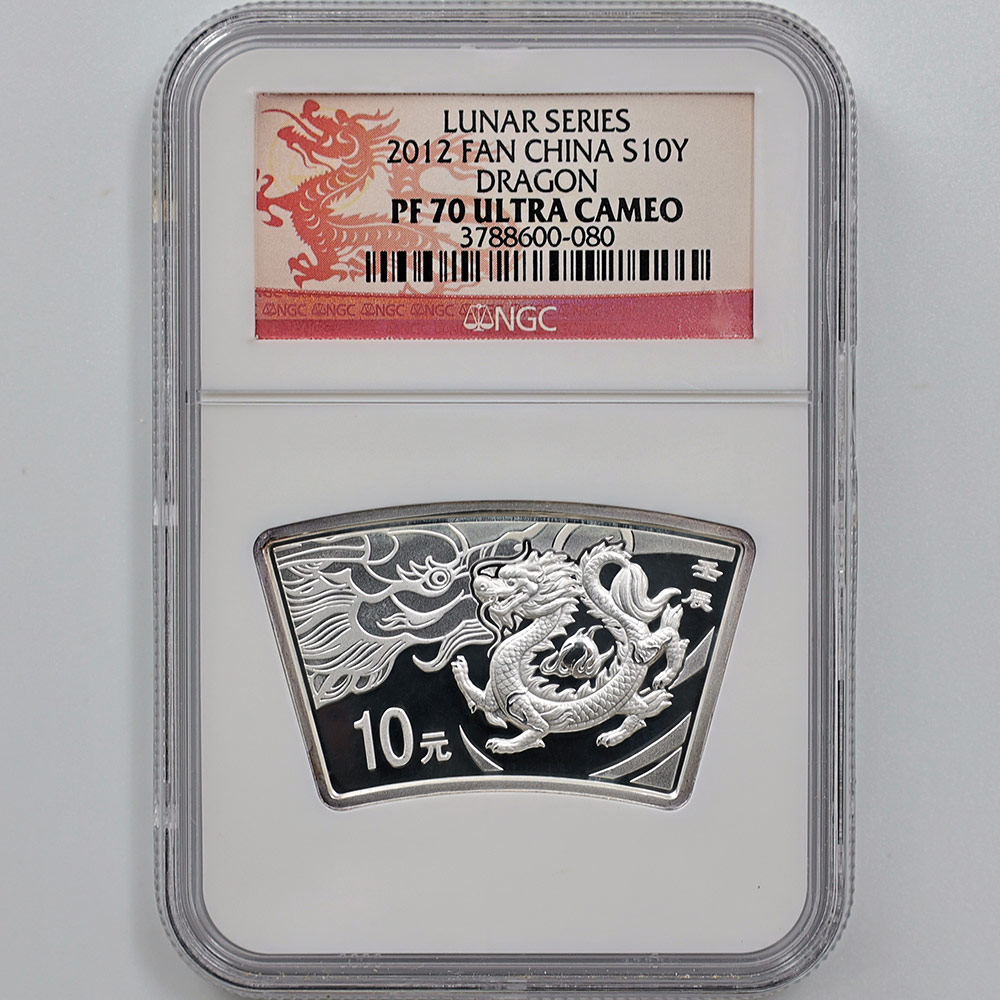 LUNAR SERIES
2012 FAN CHINA S10Y
DRAGON
PF 70 ULTRA CAMEO
3788600-080
NGC NGC NGC NGC NGC
NGC
壬辰
10元